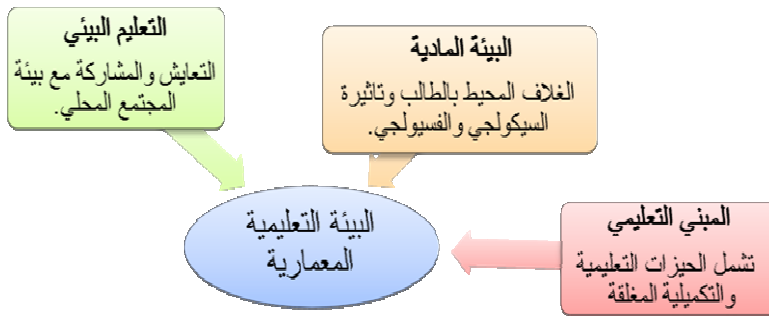 التعليم البيئي
التعايش والمشاركة مع بيئة
المجتمع المحلي.
البيئة المادية
الغلاف المحيط بالطالب وتاثيرة
السيكولجي والفسيولجي.
المبني التعليمي
تشمل الحيزات التعليمية
والتكميلية المغلقة
البيئة التعليمية
المعمارية